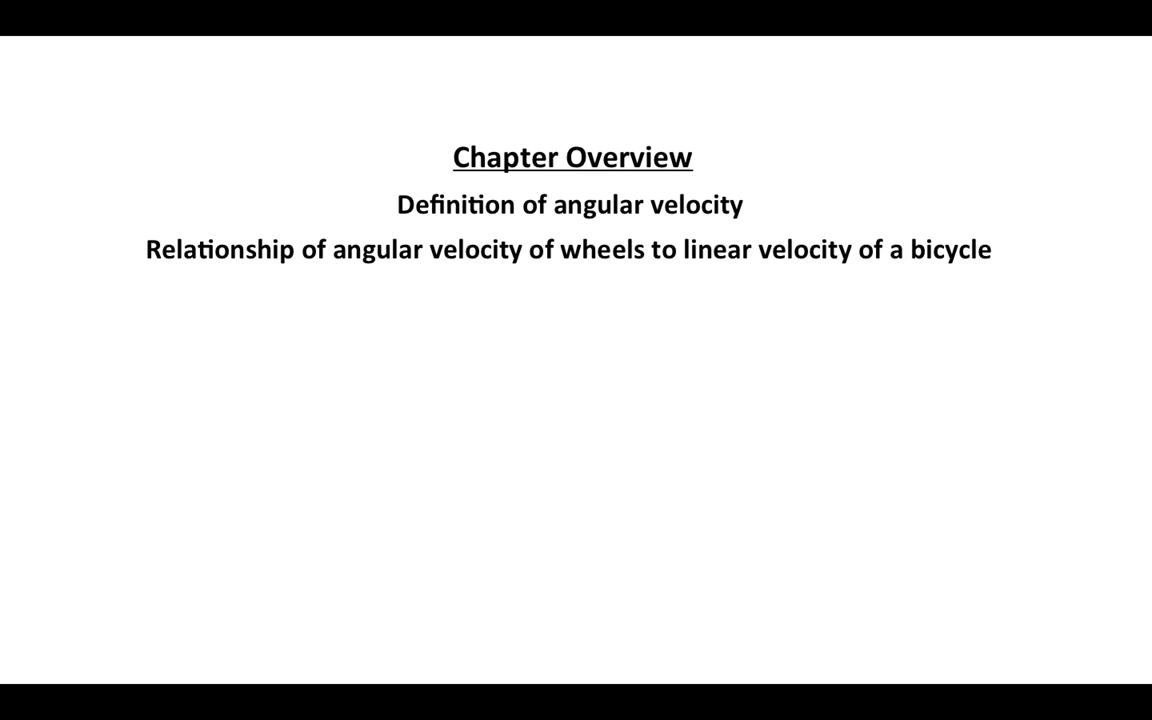 Chapter Overview
Definition of angular velocity
Relationship of angular velocity of wheels to linear velocity of a bicycle